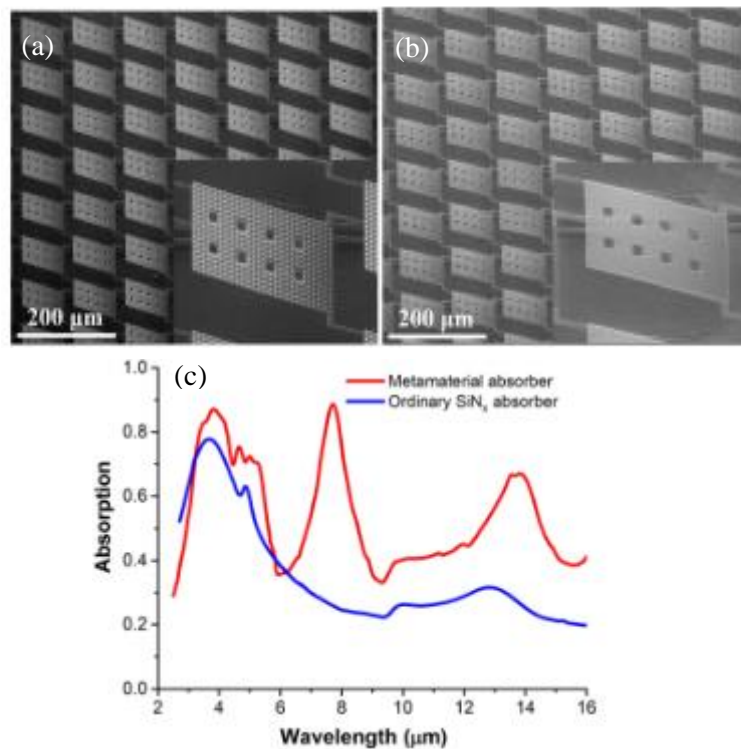 (a)
(b)
200 μm
200 μm
(c)
Metamaterial absorber
Ordinary SiNx absorber
1.0
0.8
0.6
0.4
0.2
0.0
Absorption
2 4 6 8 10 12 14 16
Wavelength (μm)